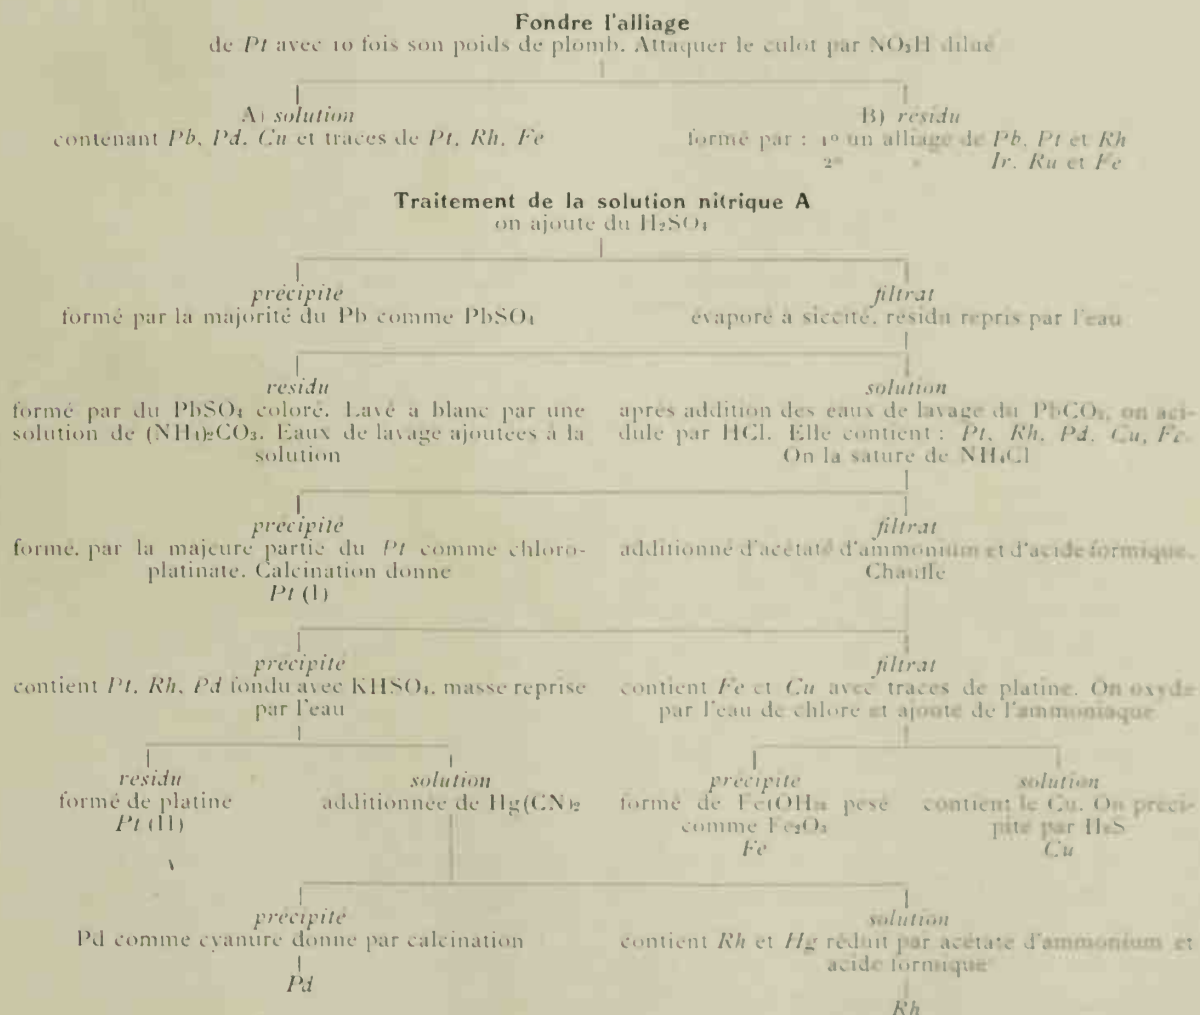 Fondre l'alliage
de Pt avec 10 fois son poids de plomb. Attaquer le culot par NO₃H dilué
A) solution
contenant Pb, Pd, Cu et traces de Pt, Rh, Fe
B) résidu
formé par : 1º un alliage de Pb, Pt et Rh
2º » Ir, Ru et Fe
Traitement de la solution nitrique A
on ajoute du H₂SO₄
précipité
formé par la majorité du Pb comme PbSO₄
filtrat
évaporé à siccité, résidu repris par l'eau
residu
formé par du PbSO₄ coloré. Lavé a blanc par une
solution de (NH₄)₂CO₃. Eaux de lavage ajoutées à la
solution
solution
après addition des eaux de lavage du PbCO₃, on aci-
dule par HCl. Elle contient : Pt, Rh, Pd, Cu, Fe.
On la sature de NH₄Cl
précipité
formé, par la majeure partie du Pt comme chloro-
platinate. Calcination donne
Pt (I)
filtrat
additionné d'acétate d'ammonium et d'acide formique.
Chauffe
précipité
contient Pt, Rh, Pd fondu avec KHSO₄, masse reprise
par l'eau
filtrat
contient Fe et Cu avec traces de platine. On oxyde
par l'eau de chlore et ajoute de l'ammoniaque
résidu
formé de platine
Pt (II)
solution
additionnée de Hg(CN)₂
précipité
formé de Fe(OH)₃ pesé
comme Fe₂O₃
Fe
solution
contient le Cu. On préci-
pite par H₂S
Cu
précipité
Pd comme cyanure donne par calcination
Pd
solution
contient Rh et Hg réduit par acétate d'ammonium et
acide formique
Rh